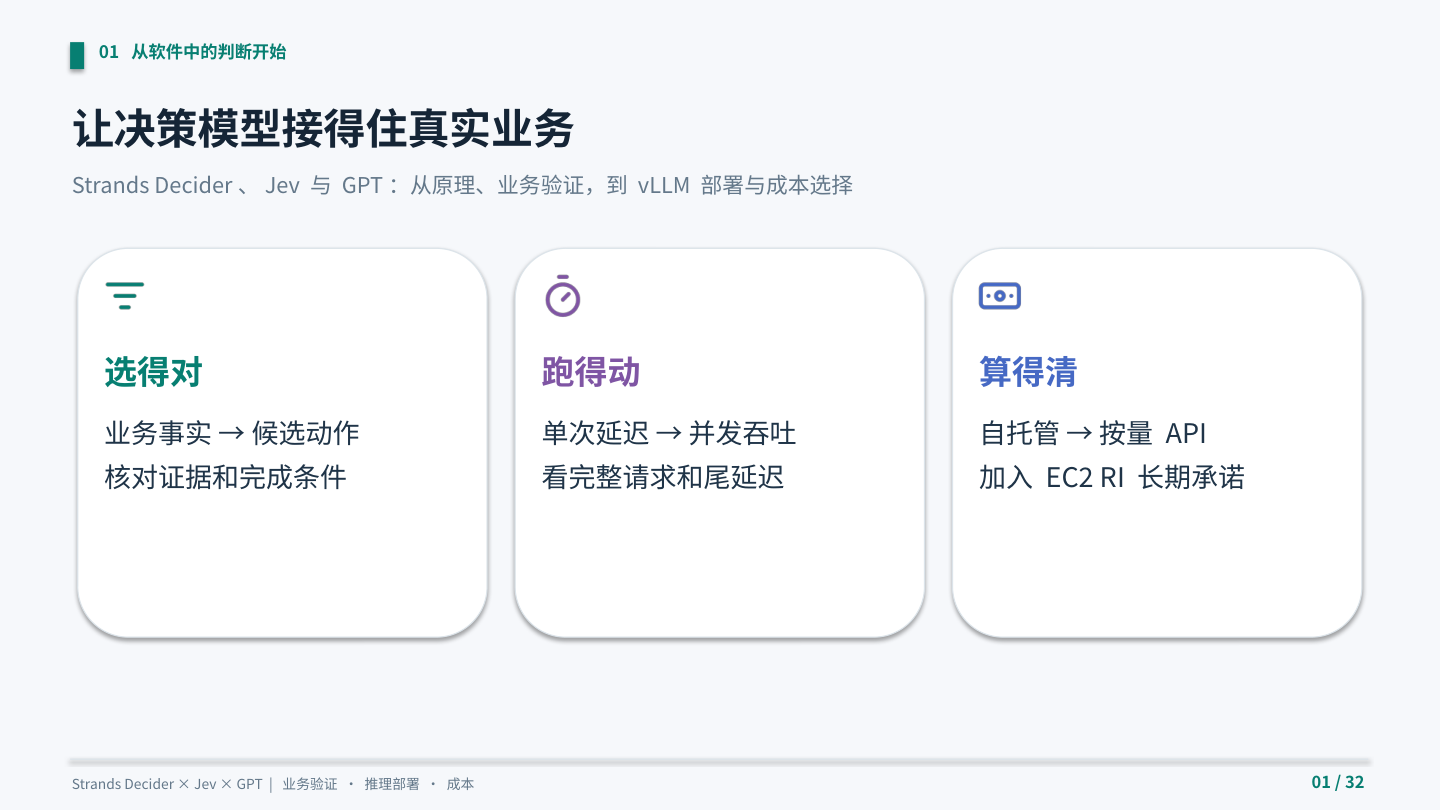 01 从软件中的判断开始
让决策模型接得住真实业务
Strands Decider 、 Jev 与 GPT：从原理、业务验证，到 vLLM 部署与成本选择
选得对
业务事实 → 候选动作
核对证据和完成条件
跑得动
单次延迟 → 并发吞吐
看完整请求和尾延迟
算得清
自托管 → 按量 API
加入 EC2 RI 长期承诺
Strands Decider × Jev × GPT | 业务验证 · 推理部署 · 成本
01 / 32